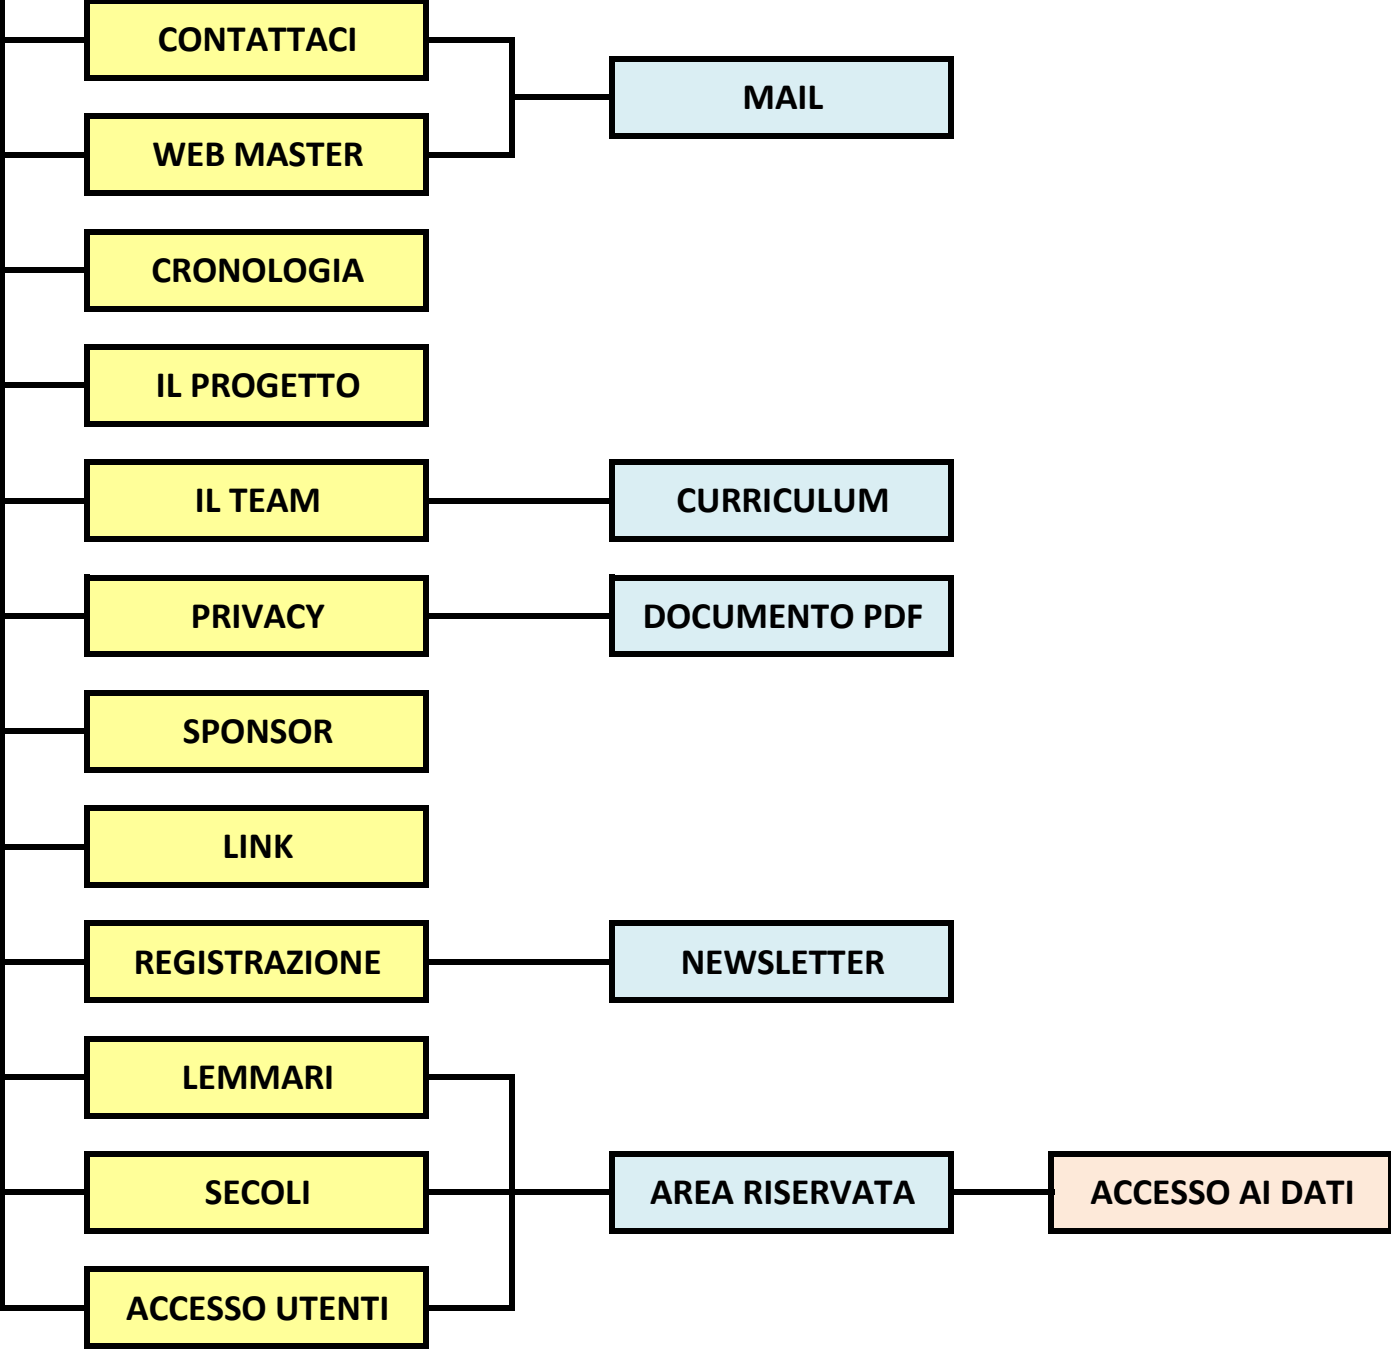 CONTATTACI
MAIL
WEB MASTER
CRONOLOGIA
IL PROGETTO
IL TEAM
CURRICULUM
PRIVACY
DOCUMENTO PDF
SPONSOR
LINK
REGISTRAZIONE
NEWSLETTER
LEMMARI
SECOLI
AREA RISERVATA
ACCESSO AI DATI
ACCESSO UTENTI